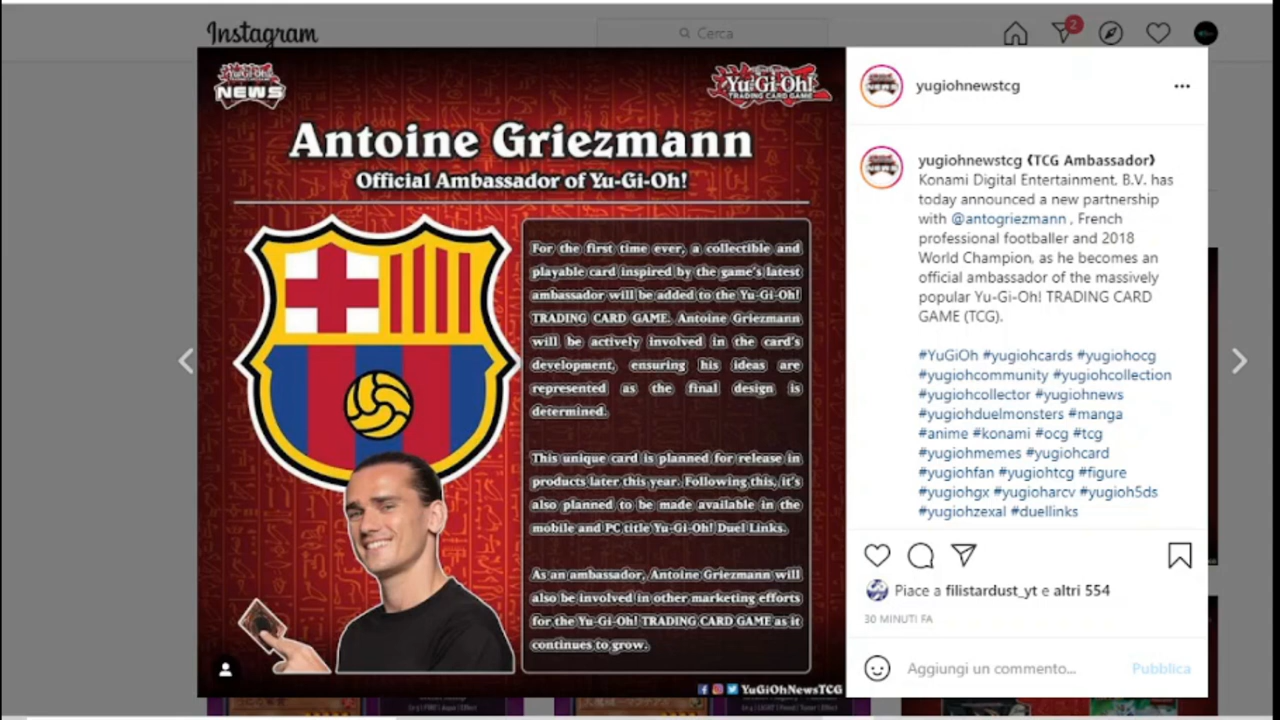 Instagram
Cerca
2
Yu-Gi-Oh!
NEWS
Yu-Gi-Oh!
TRADING CARD GAME
Antoine Griezmann
Official Ambassador of Yu-Gi-Oh!
For the first time ever, a collectible and
playable card inspired by the game's latest
ambassador will be added to the Yu-Gi-Oh!
TRADING CARD GAME. Antoine Griezmann
will be actively involved in the card's
development, ensuring his ideas are
represented as the final design is
determined.
This unique card is planned for release in
products later this year. Following this, it's
also planned to be made available in the
mobile and PC title Yu-Gi-Oh! Duel Links.
As an ambassador, Antoine Griezmann will
also be involved in other marketing efforts
for the Yu-Gi-Oh! TRADING CARD GAME as it
continues to grow.
YuGiOhNewsTCG
yugiohnewstcg
yugiohnewstcg 《TCG Ambassador》
Konami Digital Entertainment, B.V. has
today announced a new partnership
with @antogriezmann , French
professional footballer and 2018
World Champion, as he becomes an
official ambassador of the massively
popular Yu-Gi-Oh! TRADING CARD
GAME (TCG).
#YuGiOh #yugiohcards #yugiohocg
#yugiohcommunity #yugiohcollection
#yugiohcollector #yugiohnews
#yugiohduelmonsters #manga
#anime #konami #ocg #tcg
#yugiohmemes #yugiohcard
#yugiohfan #yugiohtcg #figure
#yugiohgx #yugioharcv #yugioh5ds
#yugiohzexal #duellinks
Piace a filistardust_yt e altri 554
30 MINUTI FA
Aggiungi un commento... Pubblica